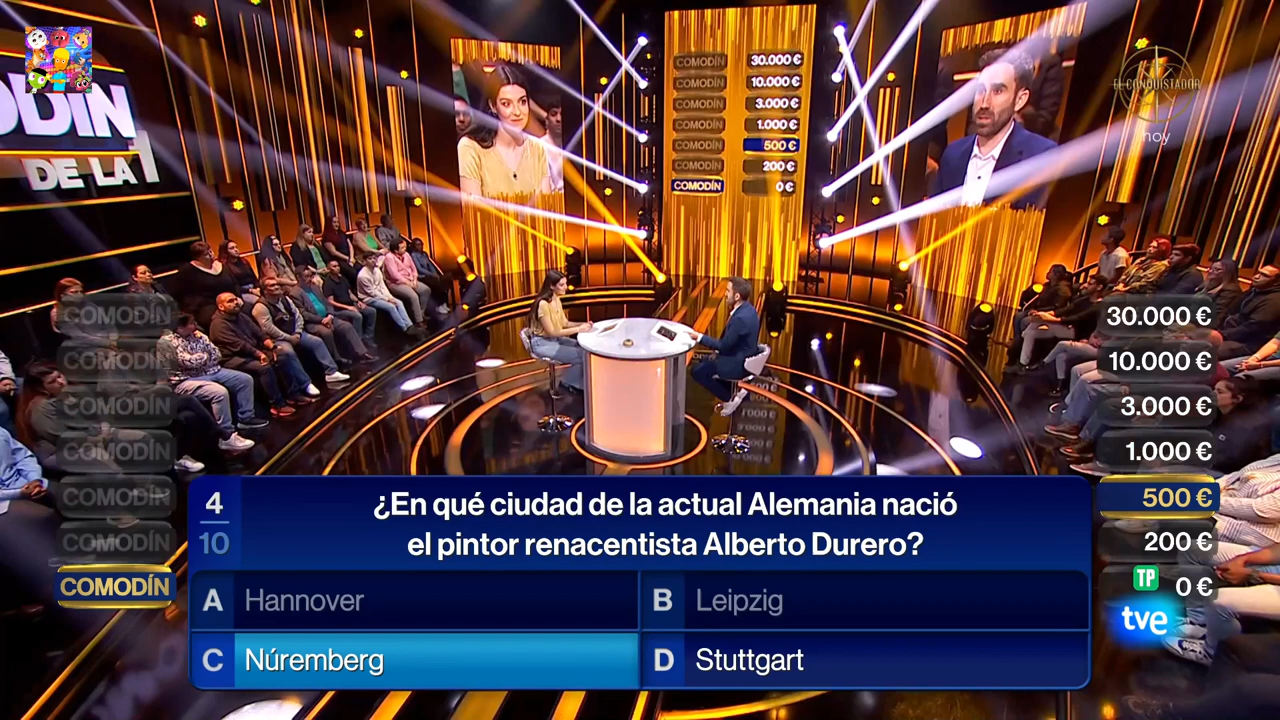 ODÍN
DE LA 1
COMODÍN 30.000 €
COMODÍN 10.000 €
COMODÍN 3.000 €
COMODÍN 1.000 €
COMODÍN 500 €
COMODÍN 200 €
COMODÍN 0 €
EL CONQUISTADOR
hoy
COMODÍN
COMODÍN
COMODÍN
COMODÍN
COMODÍN
COMODÍN
COMODÍN
30.000 €
10.000 €
3.000 €
1.000 €
500 €
200 €
TP 0 €
tve
4
10
¿En qué ciudad de la actual Alemania nació
el pintor renacentista Alberto Durero?
A Hannover
B Leipzig
C Núremberg
D Stuttgart